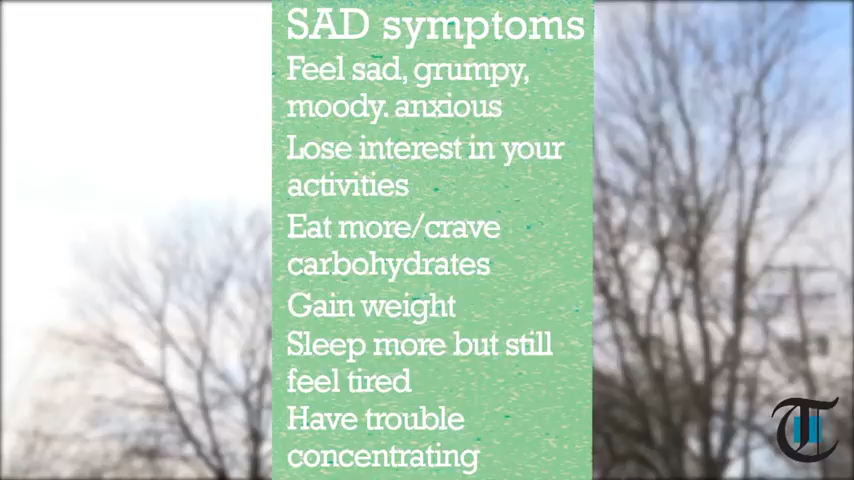 SAD symptoms
Feel sad, grumpy,
moody. anxious
Lose interest in your
activities
Eat more/crave
carbohydrates
Gain weight
Sleep more but still
feel tired
Have trouble
concentrating
T